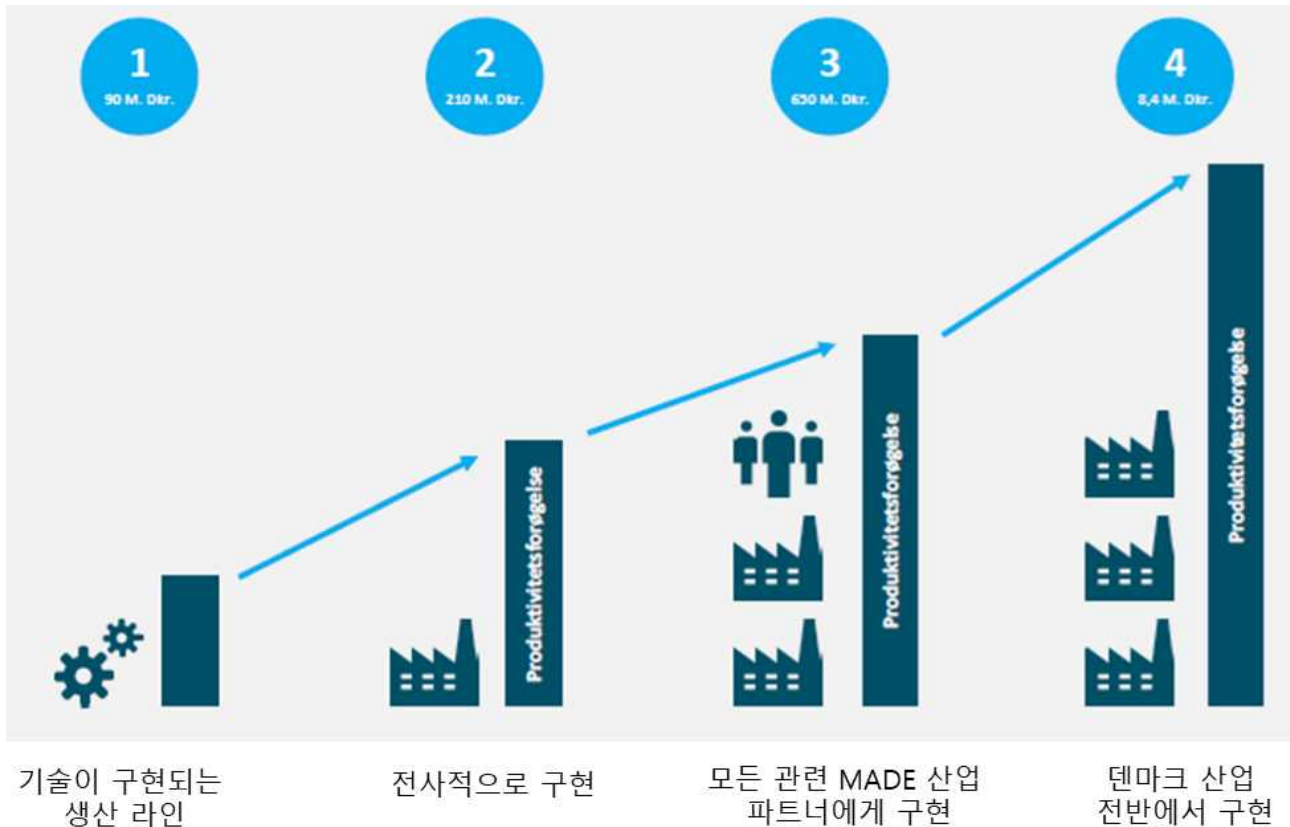 1
90 M. Dkr.
2
210 M. Dkr.
3
650 M. Dkr.
4
8,4 M. Dkr.
Produktivitetsforøgelse
Produktivitetsforøgelse
Produktivitetsforøgelse
기술이 구현되는
생산 라인
전사적으로 구현
모든 관련 MADE 산업
파트너에게 구현
덴마크 산업
전반에서 구현